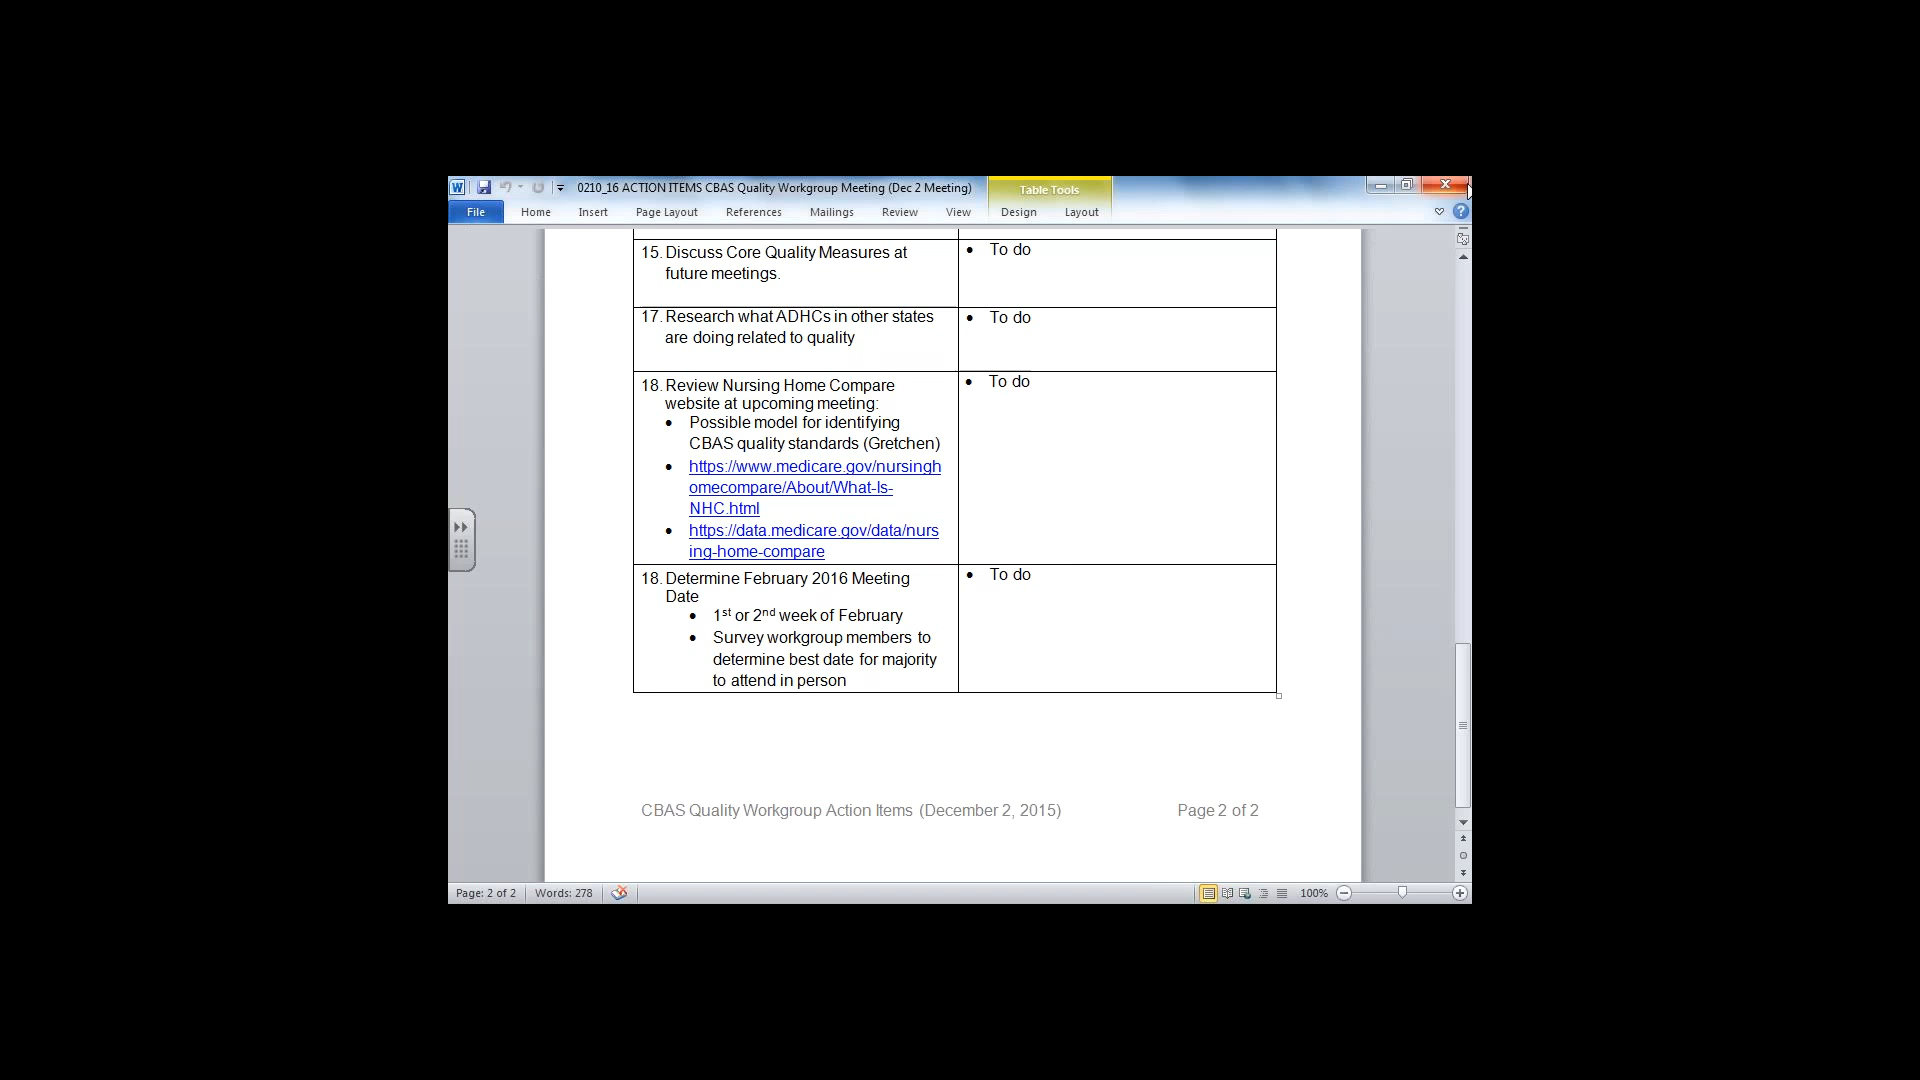 0210_16 ACTION ITEMS CBAS Quality Workgroup Meeting (Dec 2 Meeting)
Table Tools
File Home Insert Page Layout References Mailings Review View Design Layout
15. Discuss Core Quality Measures at
future meetings.
• To do
17. Research what ADHCs in other states
are doing related to quality
• To do
18. Review Nursing Home Compare
website at upcoming meeting:
• Possible model for identifying
CBAS quality standards (Gretchen)
• https://www.medicare.gov/nursingh
omecompare/About/What-Is-
NHC.html
• https://data.medicare.gov/data/nurs
ing-home-compare
• To do
18. Determine February 2016 Meeting
Date
• 1st or 2nd week of February
• Survey workgroup members to
determine best date for majority
to attend in person
• To do
CBAS Quality Workgroup Action Items (December 2, 2015) Page 2 of 2
Page: 2 of 2 Words: 278 100%